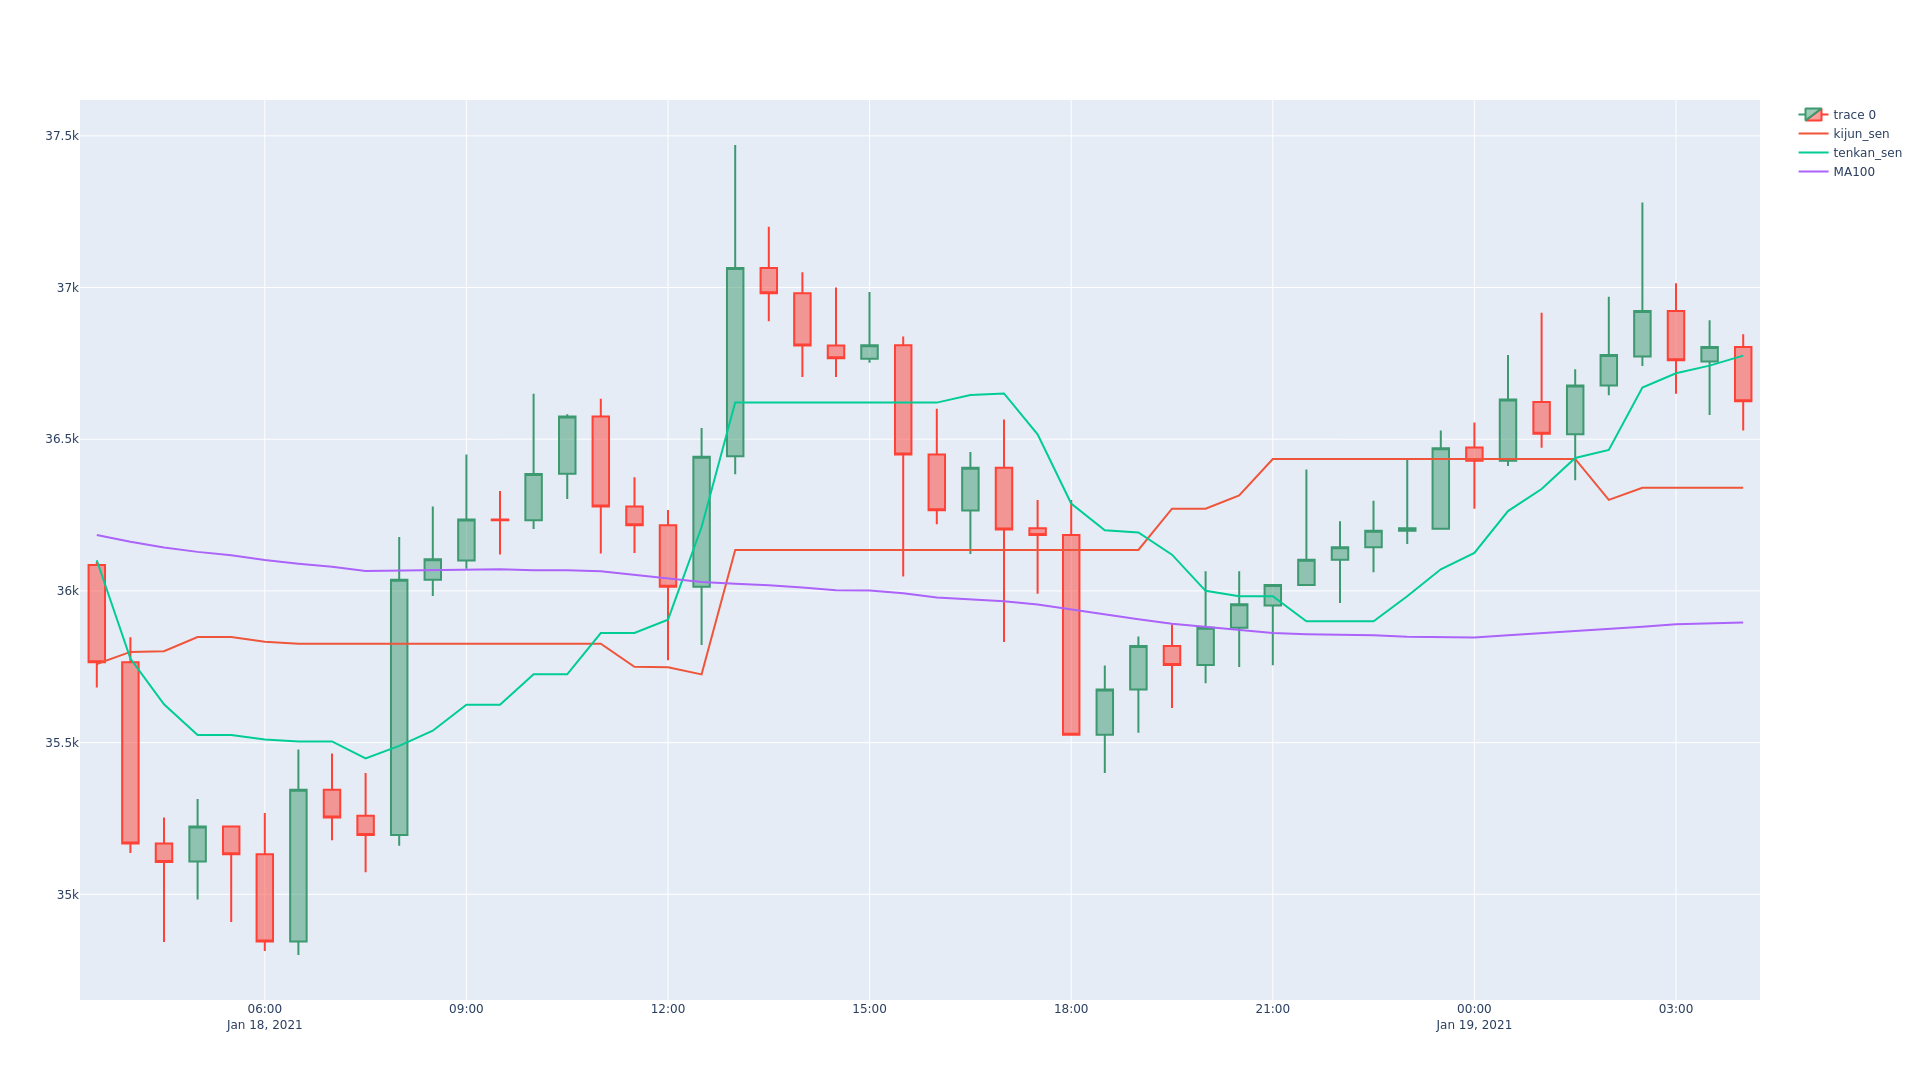 37.5k
37k
36.5k
36k
35.5k
35k
06:00
Jan 18, 2021
09:00
12:00
15:00
18:00
21:00
00:00
Jan 19, 2021
03:00
trace 0
kijun_sen
tenkan_sen
MA100